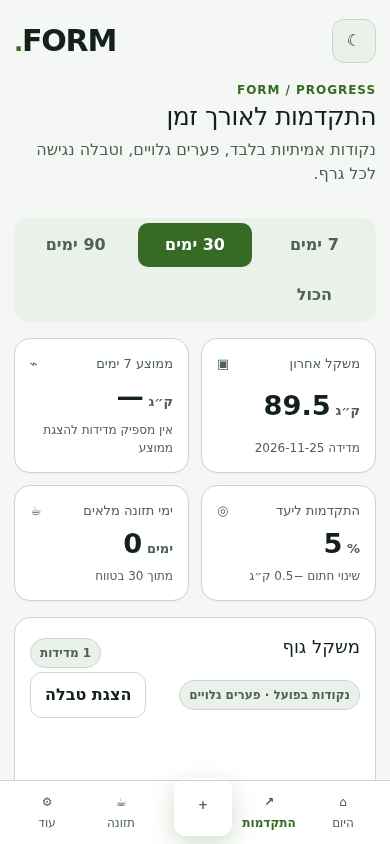 FORM.
FORM / PROGRESS
התקדמות לאורך זמן
נקודות אמיתיות בלבד, פערים גלויים, וטבלה נגישה
לכל גרף.
7 ימים
30 ימים
90 ימים
הכול
משקל אחרון
89.5 ק״ג
מדידה 2026-11-25
ממוצע 7 ימים
— ק״ג
אין מספיק מדידות להצגת
ממוצע
התקדמות ליעד
5 %
שינוי חתום −0.5 ק״ג
ימי תזונה מלאים
0 ימים
מתוך 30 בטווח
משקל גוף
1 מדידות
נקודות בפועל · פערים גלויים
הצגת טבלה
היום
התקדמות
+
תזונה
עוד